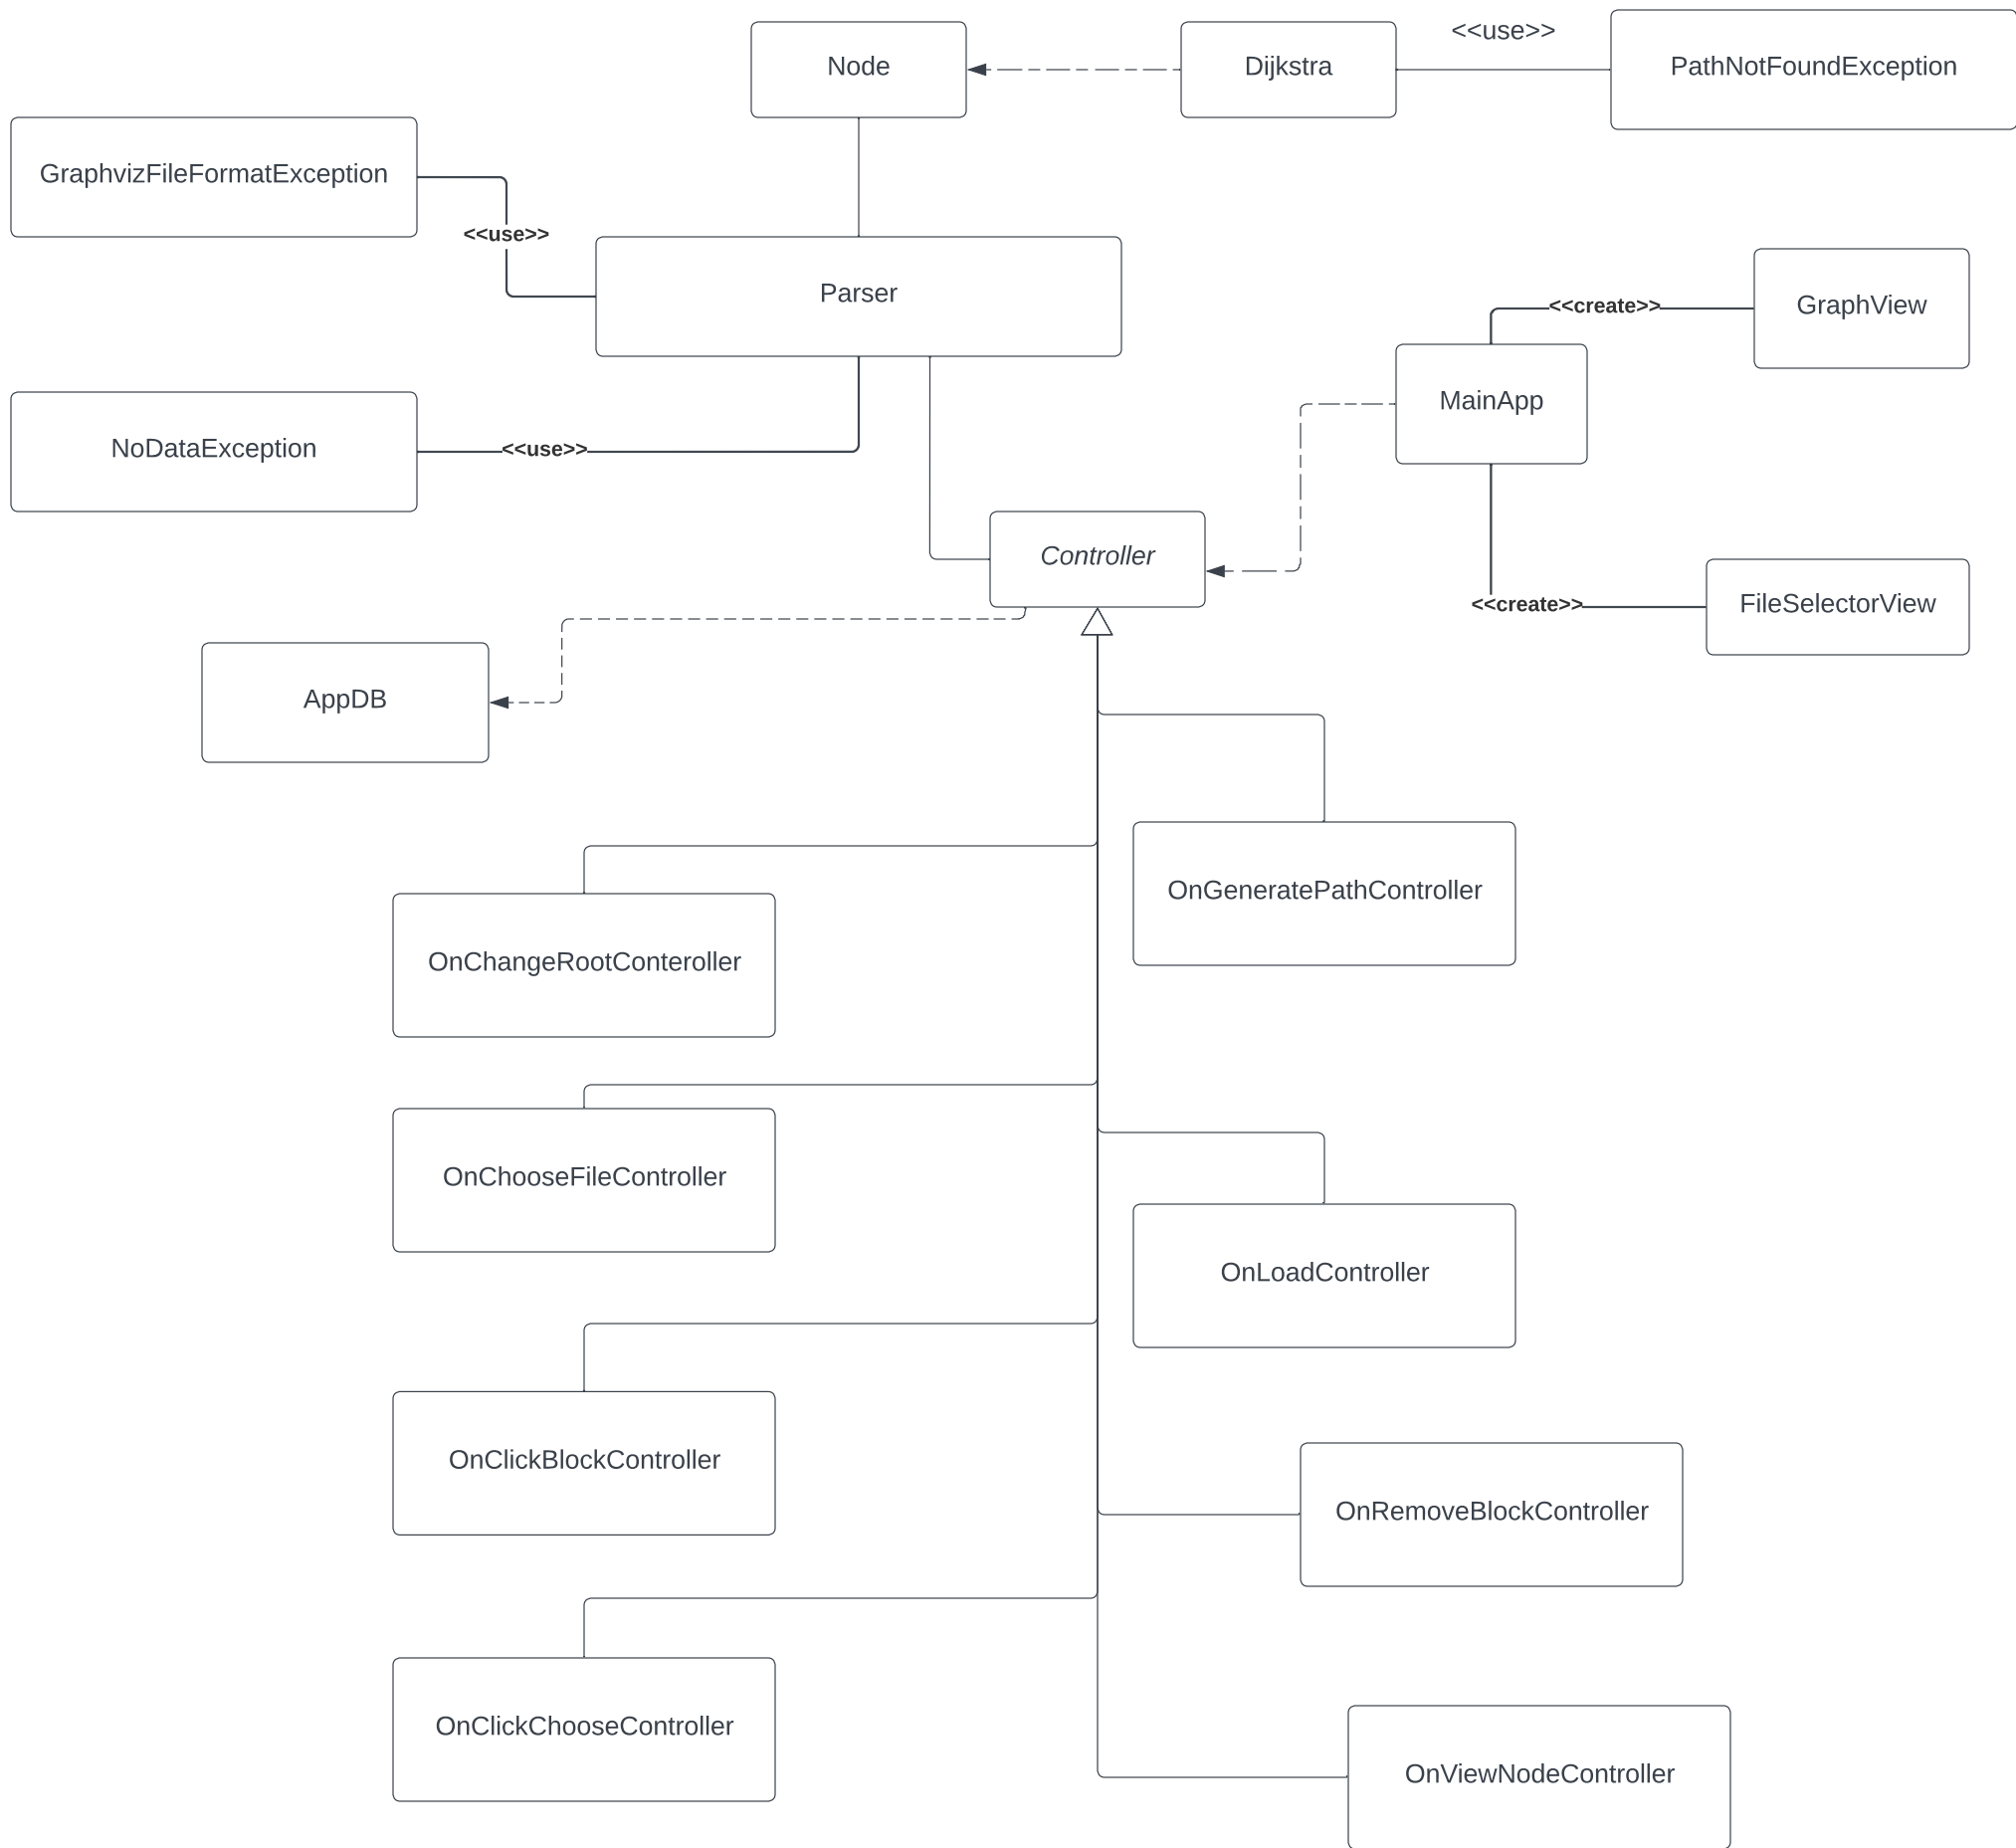 <<use>>
Node
Dijkstra
PathNotFoundException
GraphvizFileFormatException
<<use>>
Parser
<<create>>
GraphView
MainApp
NoDataException
<<use>>
Controller
<<create>>
FileSelectorView
AppDB
OnGeneratePathController
OnChangeRootConteroller
OnChooseFileController
OnLoadController
OnClickBlockController
OnRemoveBlockController
OnClickChooseController
OnViewNodeController